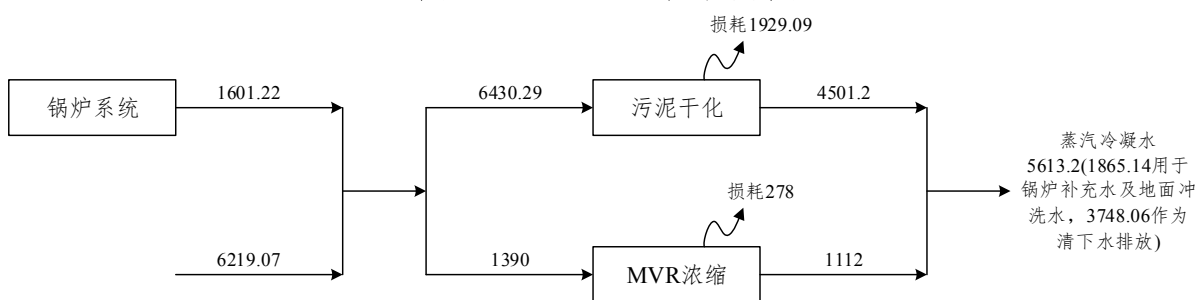 损耗1929.09
锅炉系统
1601.22
6430.29
污泥干化
4501.2
蒸汽冷凝水
5613.2(1865.14用于
锅炉补充水及地面冲
洗水，3748.06作为
清下水排放)
损耗278
6219.07
1390
MVR浓缩
1112